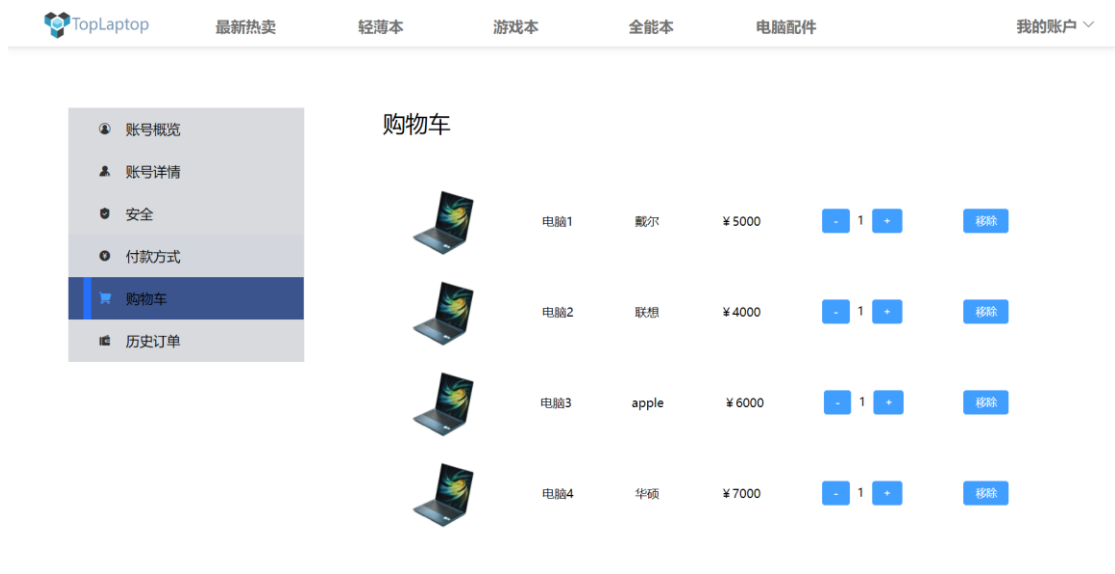 TopLaptop 最新热卖 轻薄本 游戏本 全能本 电脑配件 我的账户
账号概览
账号详情
安全
付款方式
购物车
历史订单
购物车
电脑1 戴尔 ¥5000 - 1 + 移除
电脑2 联想 ¥4000 - 1 + 移除
电脑3 apple ¥6000 - 1 + 移除
电脑4 华硕 ¥7000 - 1 + 移除